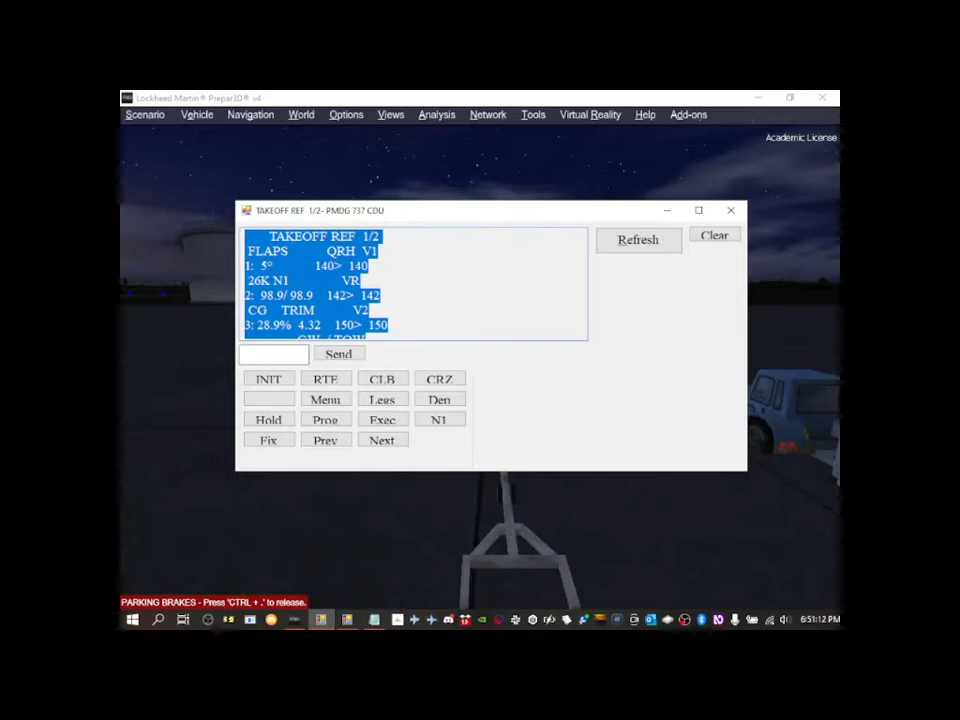 Lockheed Martin® Prepar3D® v4
Scenario Vehicle Navigation World Options Views Analysis Network Tools Virtual Reality Help Add-ons
Academic License
TAKEOFF REF 1/2- PMDG 737 CDU
TAKEOFF REF 1/2
FLAPS QRH V1
1: 5° 140> 140
26K N1 VR
2: 98.9/ 98.9 142> 142
CG TRIM V2
3: 28.9% 4.32 150> 150
GW / TOW
Refresh
Clear
Send
INIT RTE CLB CRZ
Menu Legs Dep
Hold Prog Exec N1
Fix Prev Next
PARKING BRAKES - Press 'CTRL + .' to release.
6:51:12 PM